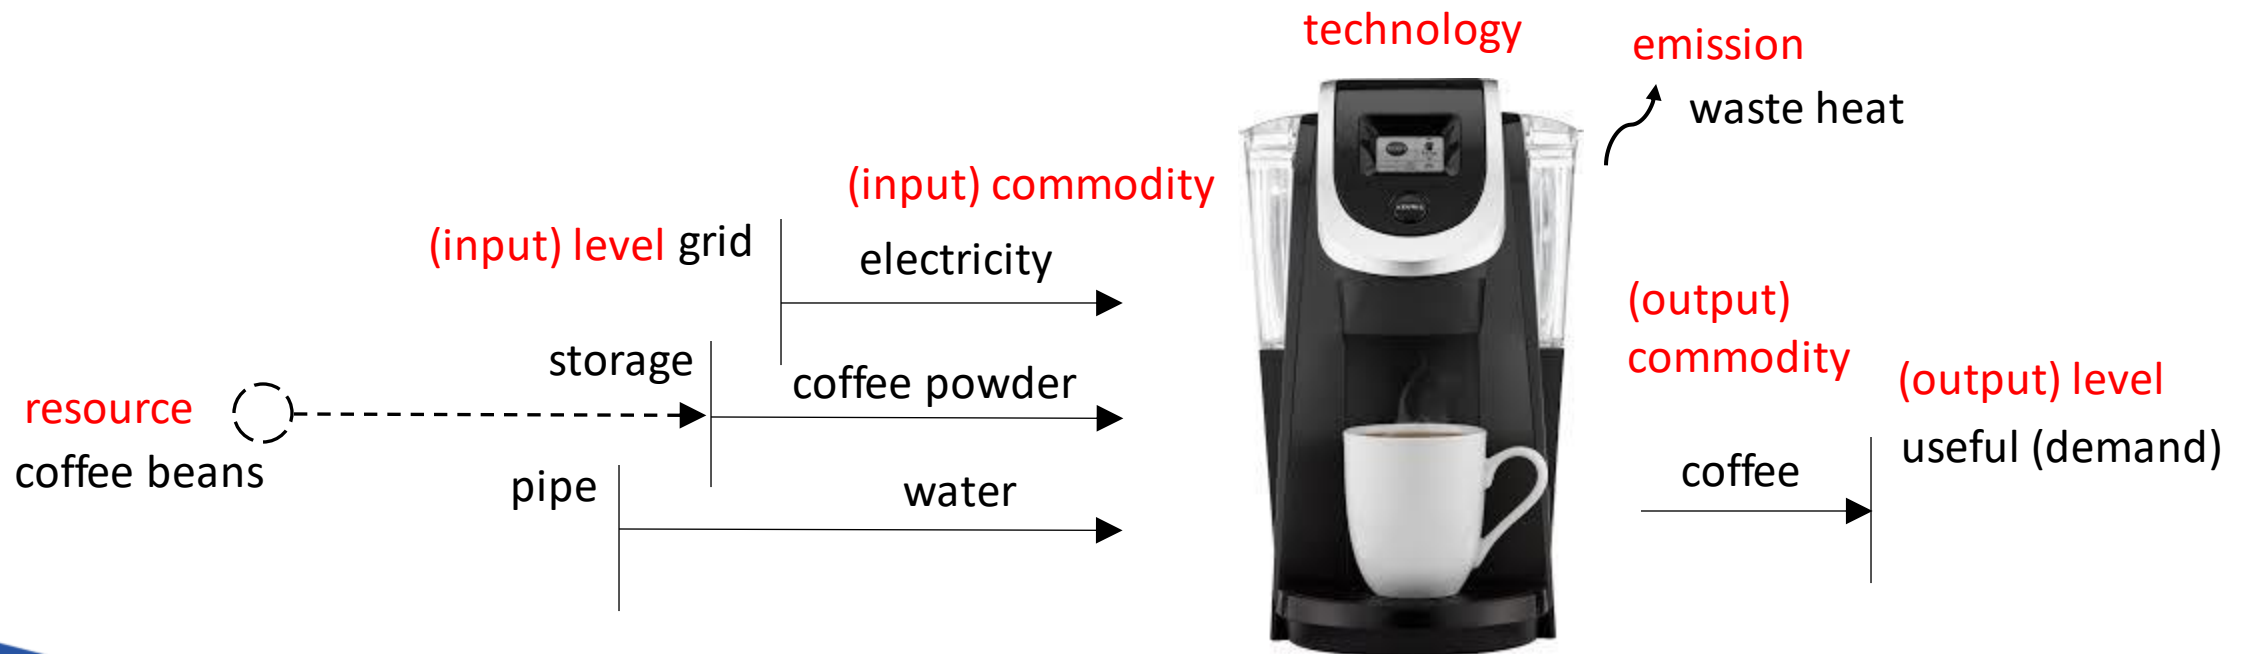 technology
emission
waste heat
(input) commodity
(input) level grid
electricity
(output)
commodity
storage
coffee powder
(output) level
resource
useful (demand)
coffee beans
pipe
water
coffee
KEURIG